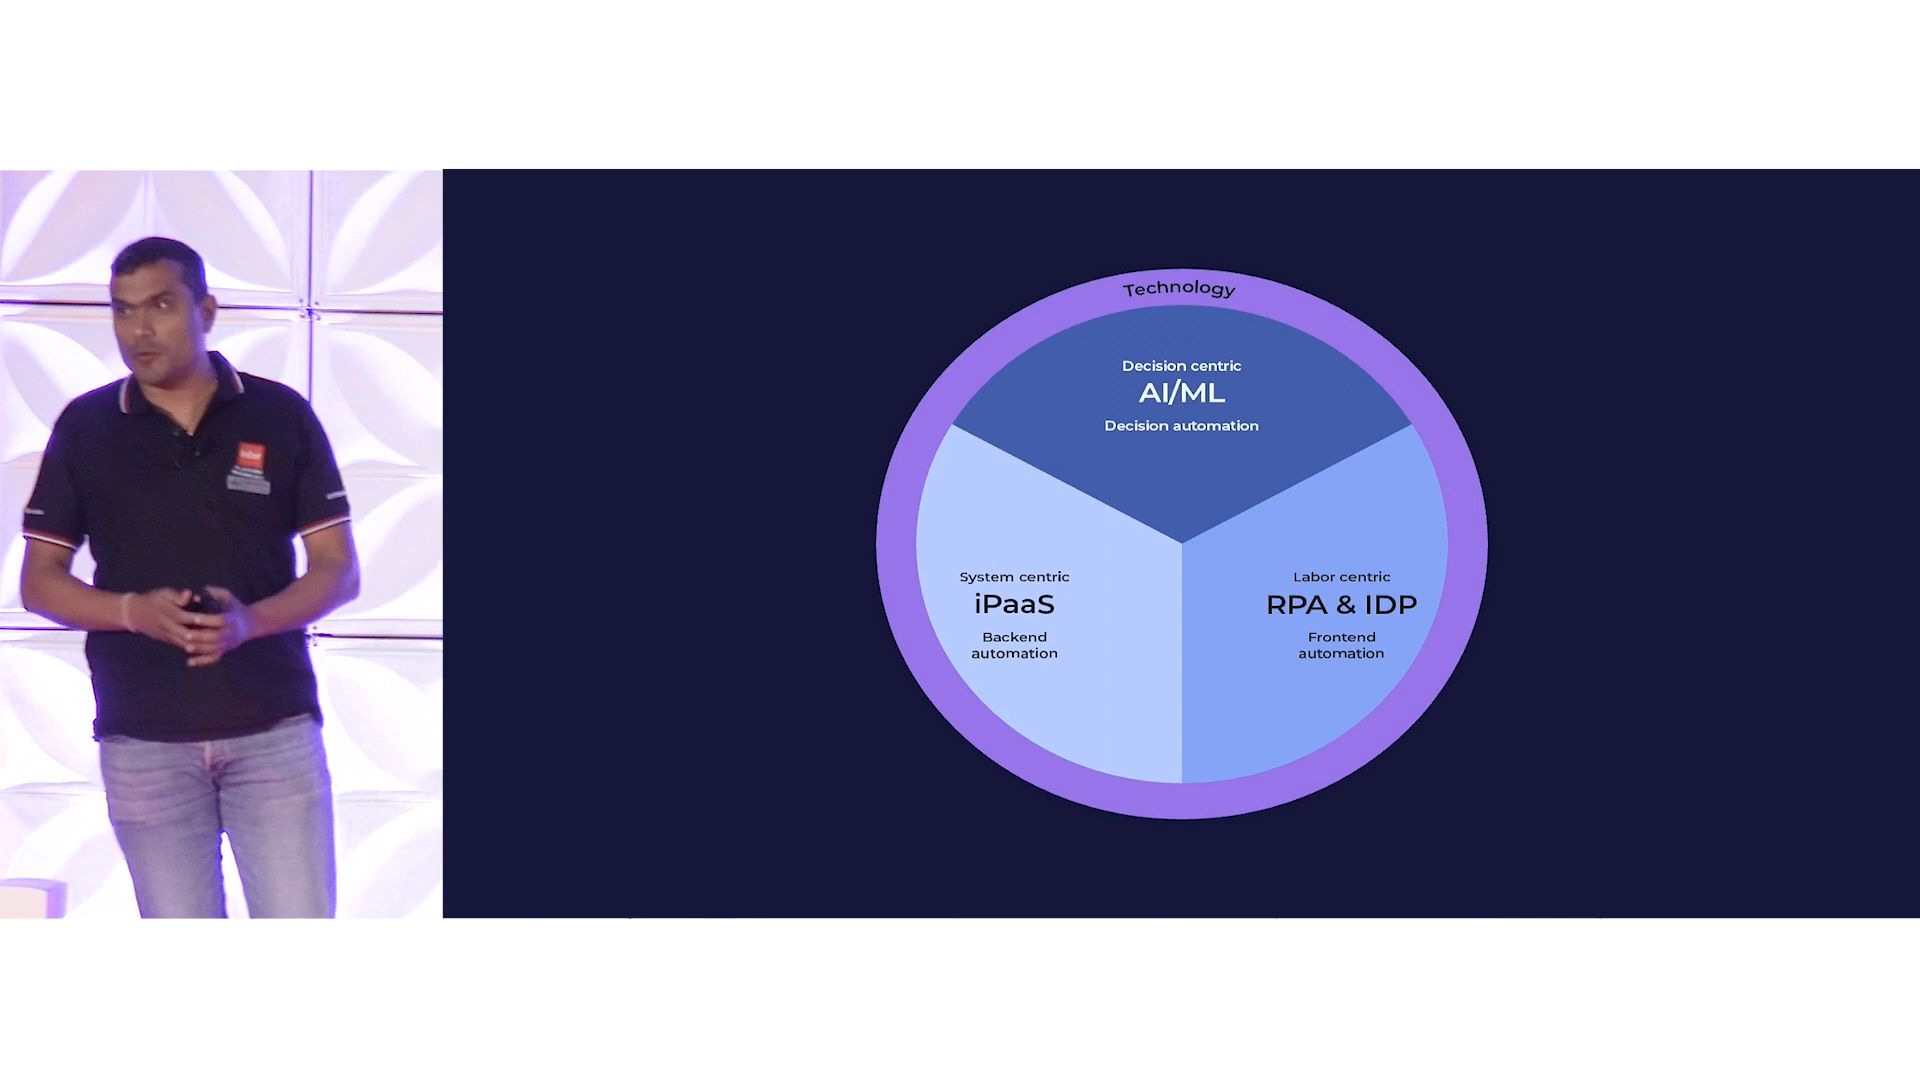 Technology
Decision centric
AI/ML
Decision automation
System centric
iPaaS
Backend
automation
Labor centric
RPA & IDP
Frontend
automation